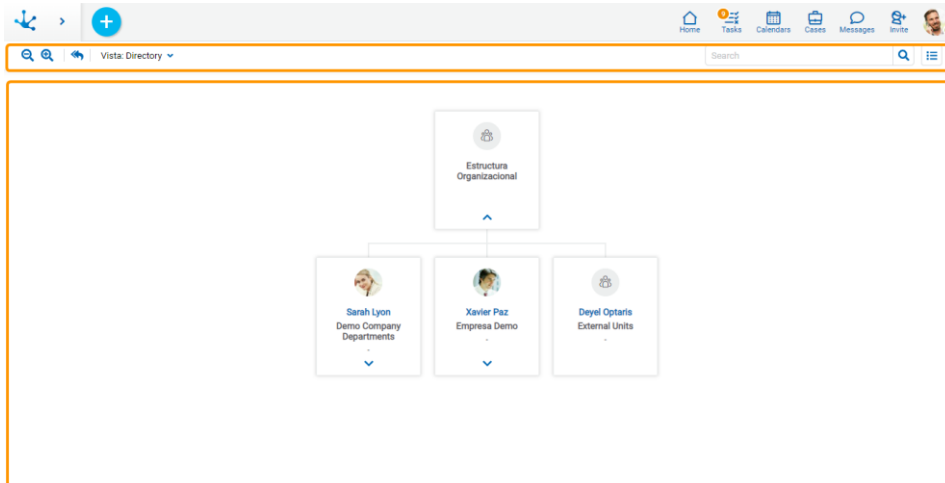 9
Home
Tasks
Calendars
Cases
Messages
Invite
Vista: Directory
Search
Estructura
Organizacional
Sarah Lyon
Demo Company
Departments
-
Xavier Paz
Empresa Demo
-
Deyel Optaris
External Units
-